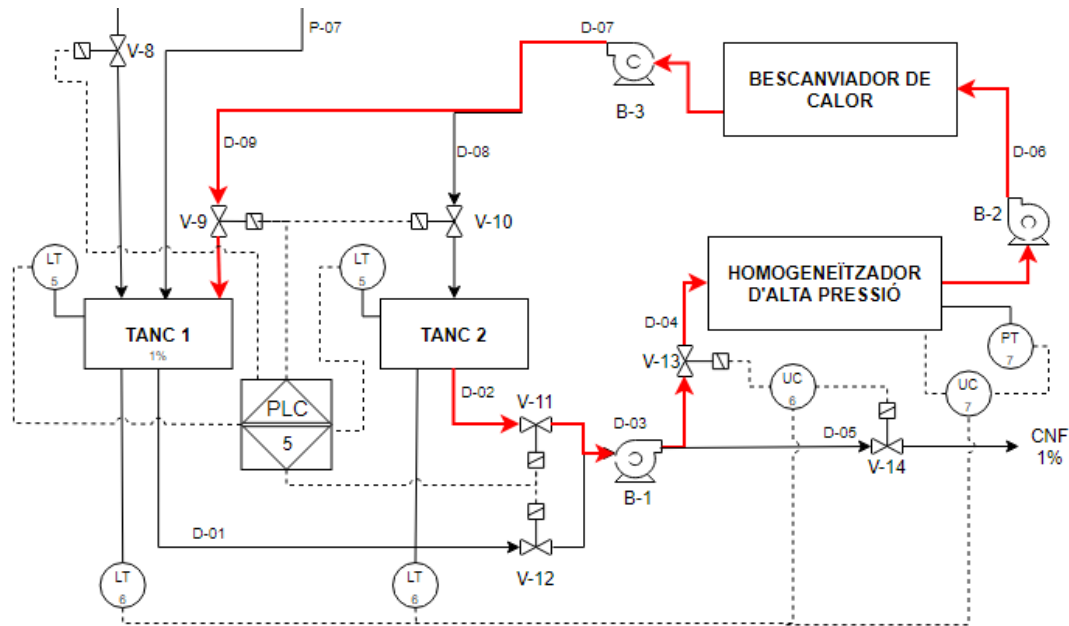 P-07
D-07
V-8
BESCANVIADOR DE
CALOR
B-3
D-09
D-08
D-06
V-9
V-10
B-2
LT
5
LT
5
HOMOGENEÏTZADOR
D'ALTA PRESSIÓ
TANC 1
1%
TANC 2
D-04
V-13
PT
7
UC
6
UC
7
PLC
5
D-02
V-11
D-03
D-05
V-14
CNF
1%
B-1
D-01
V-12
LT
6
LT
6